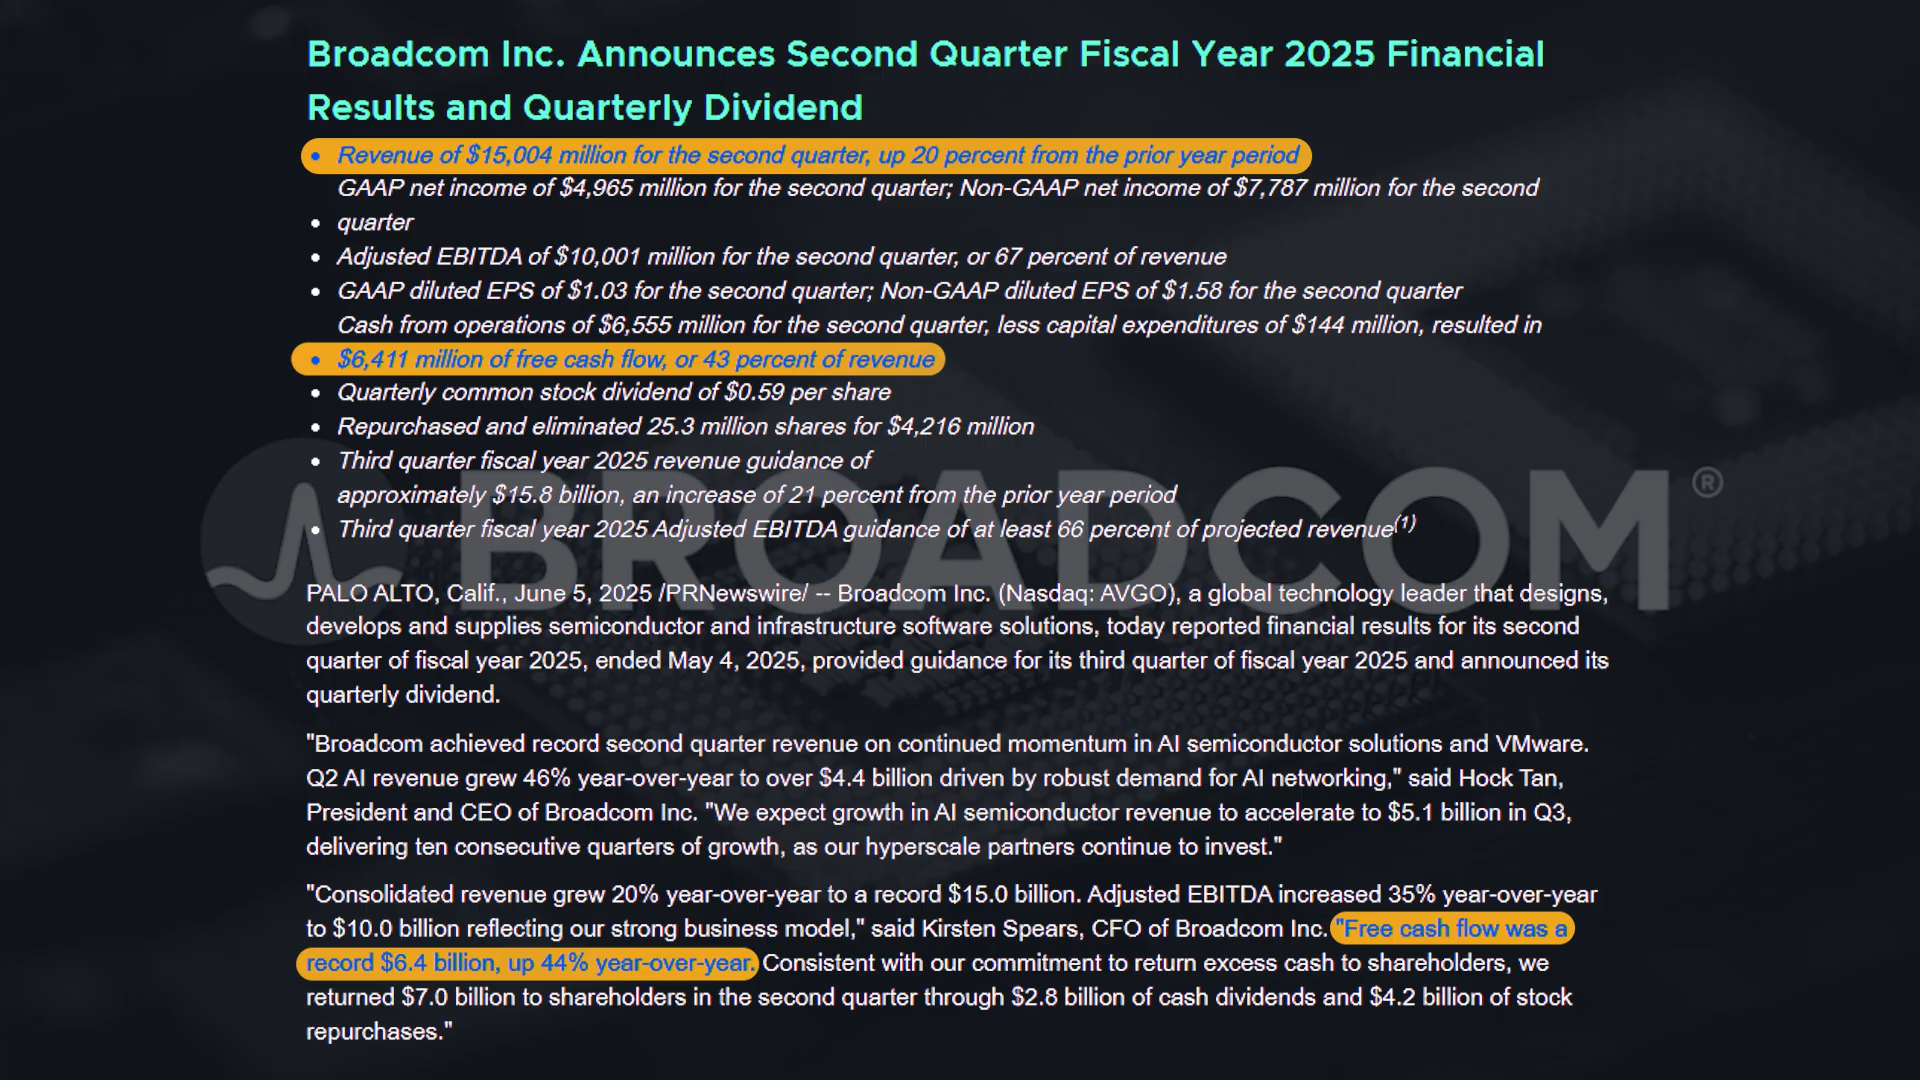 Broadcom Inc. Announces Second Quarter Fiscal Year 2025 Financial
Results and Quarterly Dividend
• Revenue of $15,004 million for the second quarter, up 20 percent from the prior year period
GAAP net income of $4,965 million for the second quarter; Non-GAAP net income of $7,787 million for the second
• quarter
• Adjusted EBITDA of $10,001 million for the second quarter, or 67 percent of revenue
• GAAP diluted EPS of $1.03 for the second quarter; Non-GAAP diluted EPS of $1.58 for the second quarter
Cash from operations of $6,555 million for the second quarter, less capital expenditures of $144 million, resulted in
• $6,411 million of free cash flow, or 43 percent of revenue
• Quarterly common stock dividend of $0.59 per share
• Repurchased and eliminated 25.3 million shares for $4,216 million
• Third quarter fiscal year 2025 revenue guidance of
approximately $15.8 billion, an increase of 21 percent from the prior year period
• Third quarter fiscal year 2025 Adjusted EBITDA guidance of at least 66 percent of projected revenue(1)
BROADCOM®
PALO ALTO, Calif., June 5, 2025 /PRNewswire/ -- Broadcom Inc. (Nasdaq: AVGO), a global technology leader that designs,
develops and supplies semiconductor and infrastructure software solutions, today reported financial results for its second
quarter of fiscal year 2025, ended May 4, 2025, provided guidance for its third quarter of fiscal year 2025 and announced its
quarterly dividend.
"Broadcom achieved record second quarter revenue on continued momentum in AI semiconductor solutions and VMware.
Q2 AI revenue grew 46% year-over-year to over $4.4 billion driven by robust demand for AI networking," said Hock Tan,
President and CEO of Broadcom Inc. "We expect growth in AI semiconductor revenue to accelerate to $5.1 billion in Q3,
delivering ten consecutive quarters of growth, as our hyperscale partners continue to invest."
"Consolidated revenue grew 20% year-over-year to a record $15.0 billion. Adjusted EBITDA increased 35% year-over-year
to $10.0 billion reflecting our strong business model," said Kirsten Spears, CFO of Broadcom Inc. "Free cash flow was a
record $6.4 billion, up 44% year-over-year. Consistent with our commitment to return excess cash to shareholders, we
returned $7.0 billion to shareholders in the second quarter through $2.8 billion of cash dividends and $4.2 billion of stock
repurchases."